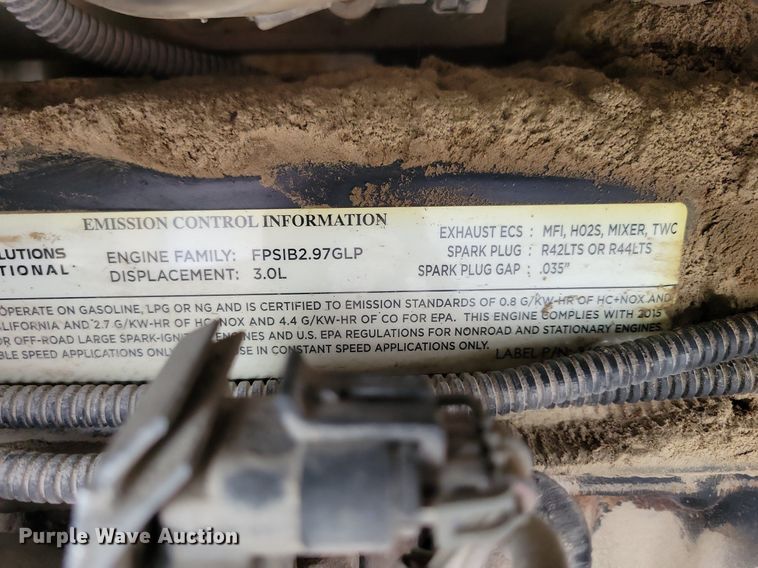 EMISSION CONTROL INFORMATION
LUTIONS ENGINE FAMILY: FPSIB2.97GLP
TIONAL DISPLACEMENT: 3.0L
EXHAUST ECS : MFI, HO2S, MIXER, TWC
SPARK PLUG : R42LTS OR R44LTS
SPARK PLUG GAP : .035"
OPERATE ON GASOLINE, LPG OR NG AND IS CERTIFIED TO EMISSION STANDARDS OF 0.8 G/KW-HR OF HC+NOX AND
ALIFORNIA AND 2.7 G/KW-HR OF HC+NOX AND 4.4 G/KW-HR OF CO FOR EPA. THIS ENGINE COMPLIES WITH 2015
OR OFF-ROAD LARGE SPARK-IGNIT ENGINES AND U.S. EPA REGULATIONS FOR NONROAD AND STATIONARY ENGINES.
BLE SPEED APPLICATIONS ONLY USE IN CONSTANT SPEED APPLICATIONS ONLY.
LABEL P/N
Purple Wave Auction